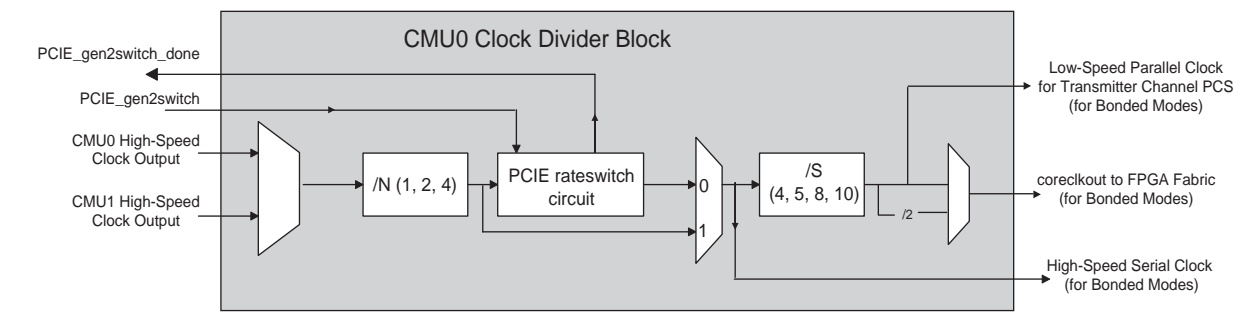 CMU0 Clock Divider Block
PCIE_gen2switch_done
PCIE_gen2switch
CMU0 High-Speed
Clock Output
CMU1 High-Speed
Clock Output
/N (1, 2, 4)
PCIE rateswitch
circuit
0
1
/S
(4, 5, 8, 10)
/2
Low-Speed Parallel Clock
for Transmitter Channel PCS
(for Bonded Modes)
coreclkout to FPGA Fabric
(for Bonded Modes)
High-Speed Serial Clock
(for Bonded Modes)